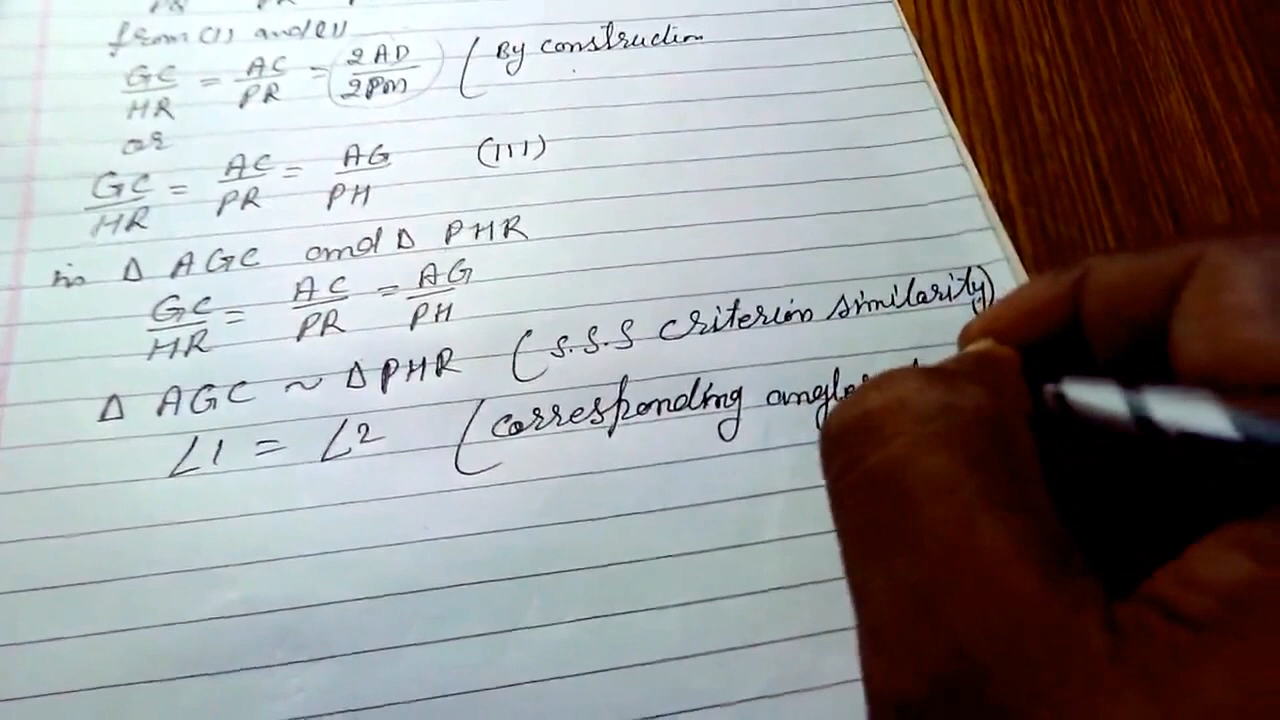 from (I) and (II)
GC/HR = AC/PR = 2AD/2PM (By construction
or
GC/HR = AC/PR = AG/PH (III)
in Δ AGC and Δ PHR
GC/HR = AC/PR = AG/PH
Δ AGC ~ Δ PHR (S.S.S criterion similarity)
∠1 = ∠2 (corresponding